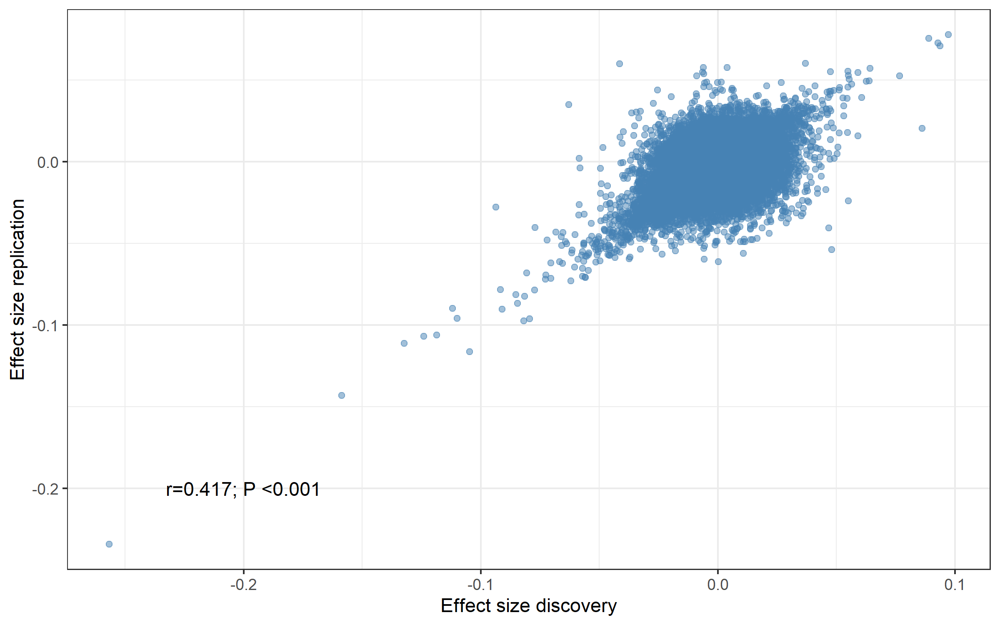 Effect size replication
0.0
-0.1
-0.2
r=0.417; P <0.001
-0.2
-0.1
0.0
0.1
Effect size discovery